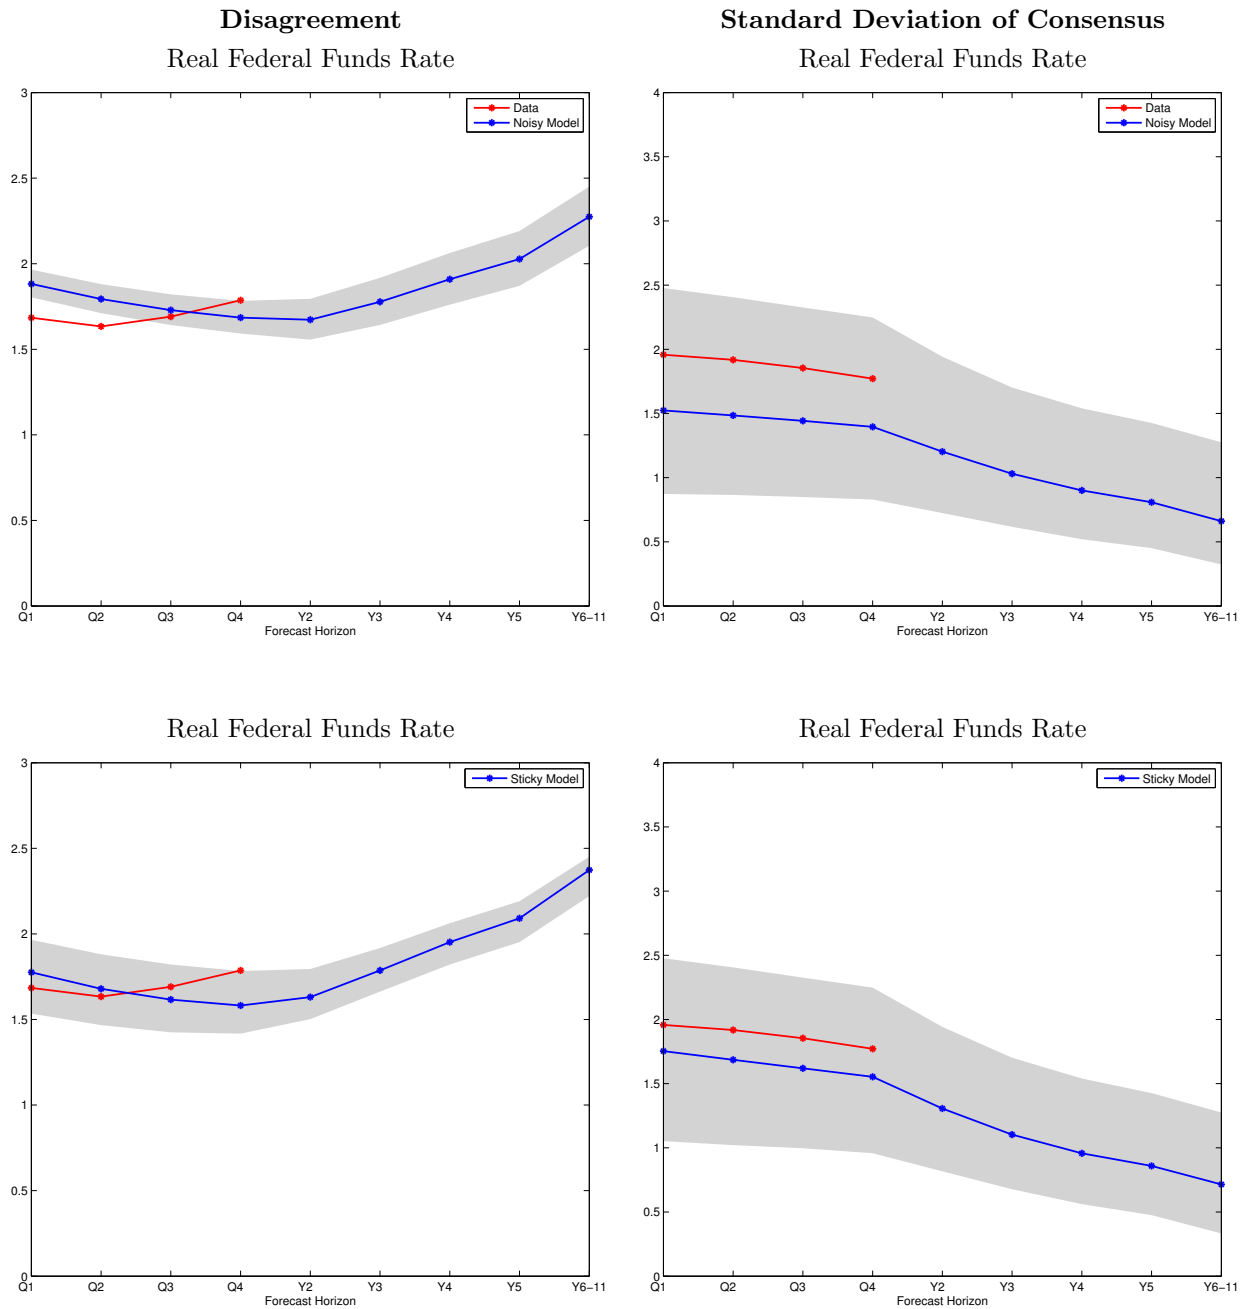 Disagreement
Real Federal Funds Rate
3
2.5
2
1.5
1
0.5
0
Data
Noisy Model
Q1 Q2 Q3 Q4 Y2 Y3 Y4 Y5 Y6−11
Forecast Horizon
Standard Deviation of Consensus
Real Federal Funds Rate
4
3.5
3
2.5
2
1.5
1
0.5
0
Data
Noisy Model
Q1 Q2 Q3 Q4 Y2 Y3 Y4 Y5 Y6−11
Forecast Horizon
Real Federal Funds Rate
3
2.5
2
1.5
1
0.5
0
Sticky Model
Q1 Q2 Q3 Q4 Y2 Y3 Y4 Y5 Y6−11
Forecast Horizon
Real Federal Funds Rate
4
3.5
3
2.5
2
1.5
1
0.5
0
Sticky Model
Q1 Q2 Q3 Q4 Y2 Y3 Y4 Y5 Y6−11
Forecast Horizon